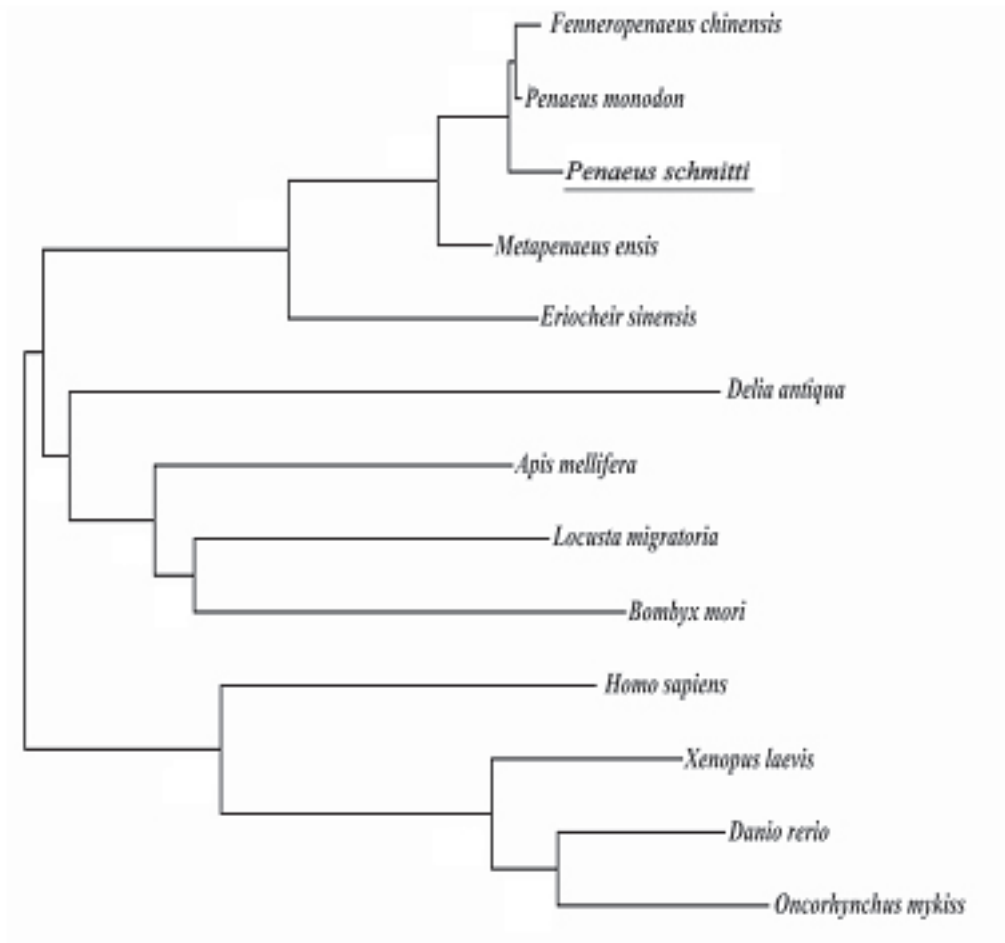 Fenneropenaeus chinensis
Penaeus monodon
Penaeus schmitti
Metapenaeus ensis
Eriocheir sinensis
Delia antiqua
Apis mellifera
Locusta migratoria
Bombyx mori
Homo sapiens
Xenopus laevis
Danio rerio
Oncorhynchus mykiss